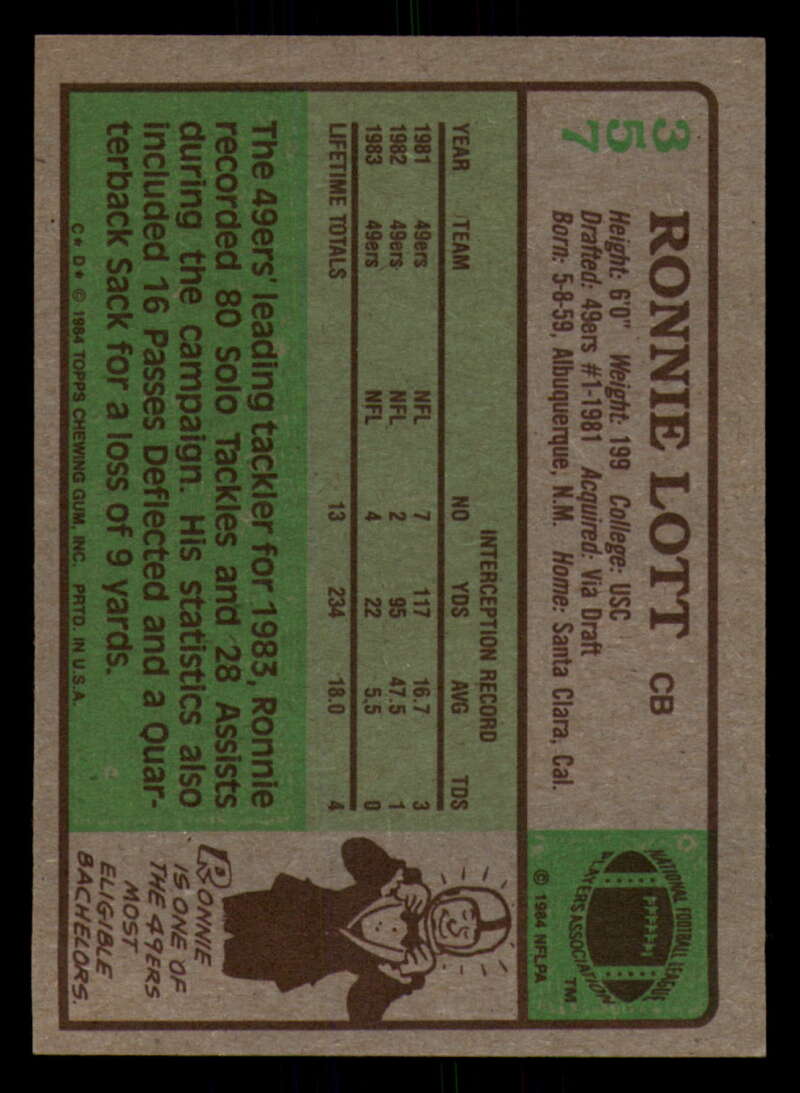 357
RONNIE LOTT CB
Height: 6'0" Weight: 199 College: USC
Drafted: 49ers #1-1981 Acquired: Via Draft
Born: 5-8-59, Albuquerque, N.M. Home: Santa Clara, Cal.
NATIONAL FOOTBALL LEAGUE
PLAYERS ASSOCIATION
TM
© 1984 NFLPA
INTERCEPTION RECORD
YEAR TEAM NO YDS AVG TDS
1981 49ers NFL 7 117 16.7 3
1982 49ers NFL 2 95 47.5 1
1983 49ers NFL 4 22 5.5 0
LIFETIME TOTALS 13 234 18.0 4
The 49ers' leading tackler for 1983, Ronnie
recorded 80 Solo Tackles and 28 Assists
during the campaign. His statistics also
included 16 Passes Deflected and a Quar-
terback Sack for a loss of 9 yards.
C* D* © 1984 TOPPS CHEWING GUM, INC. PRTD. IN U.S.A.
RONNIE
IS ONE OF
THE 49ERS
MOST
ELIGIBLE
BACHELORS.